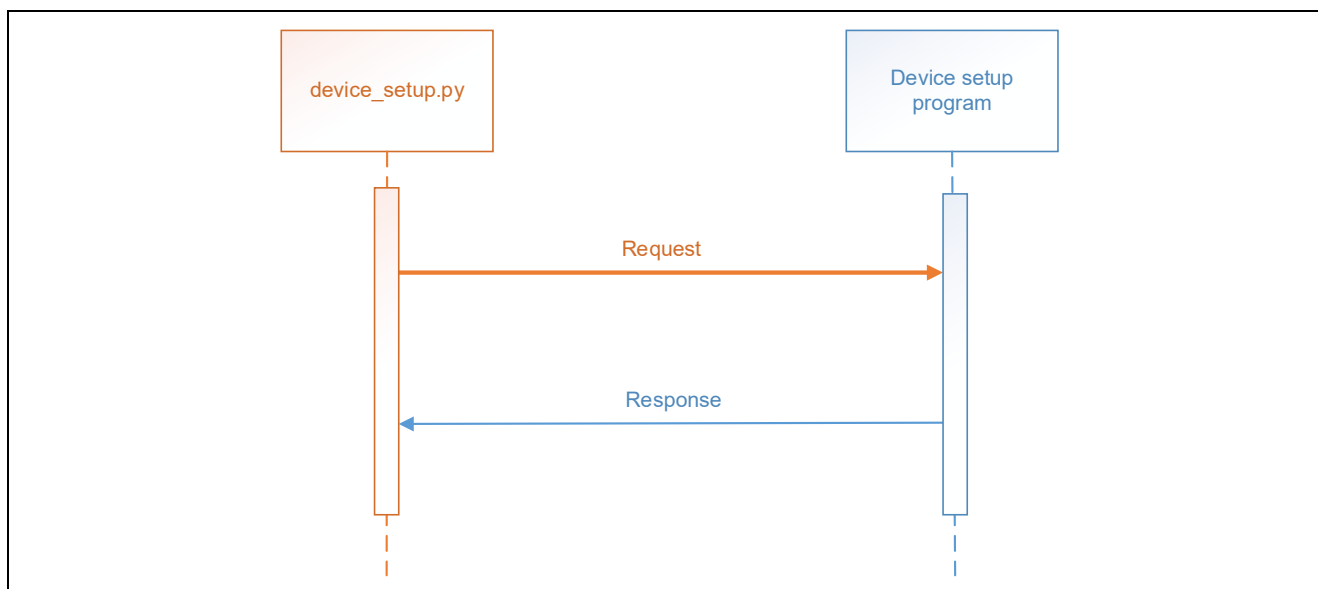 device_setup.py
Device setup
program
Request
Response